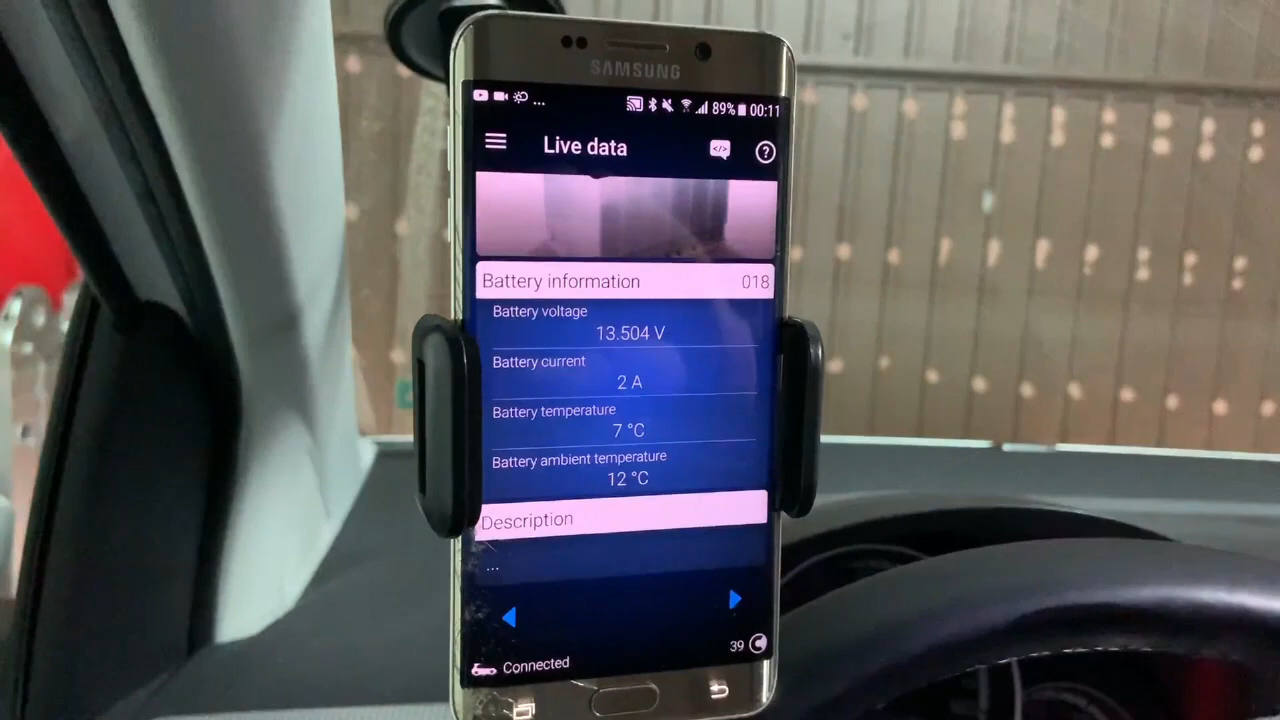 SAMSUNG
... 89% 00:11
Live data
Battery information 018
Battery voltage
13.504 V
Battery current
2 A
Battery temperature
7 °C
Battery ambient temperature
12 °C
Description
...
39
Connected